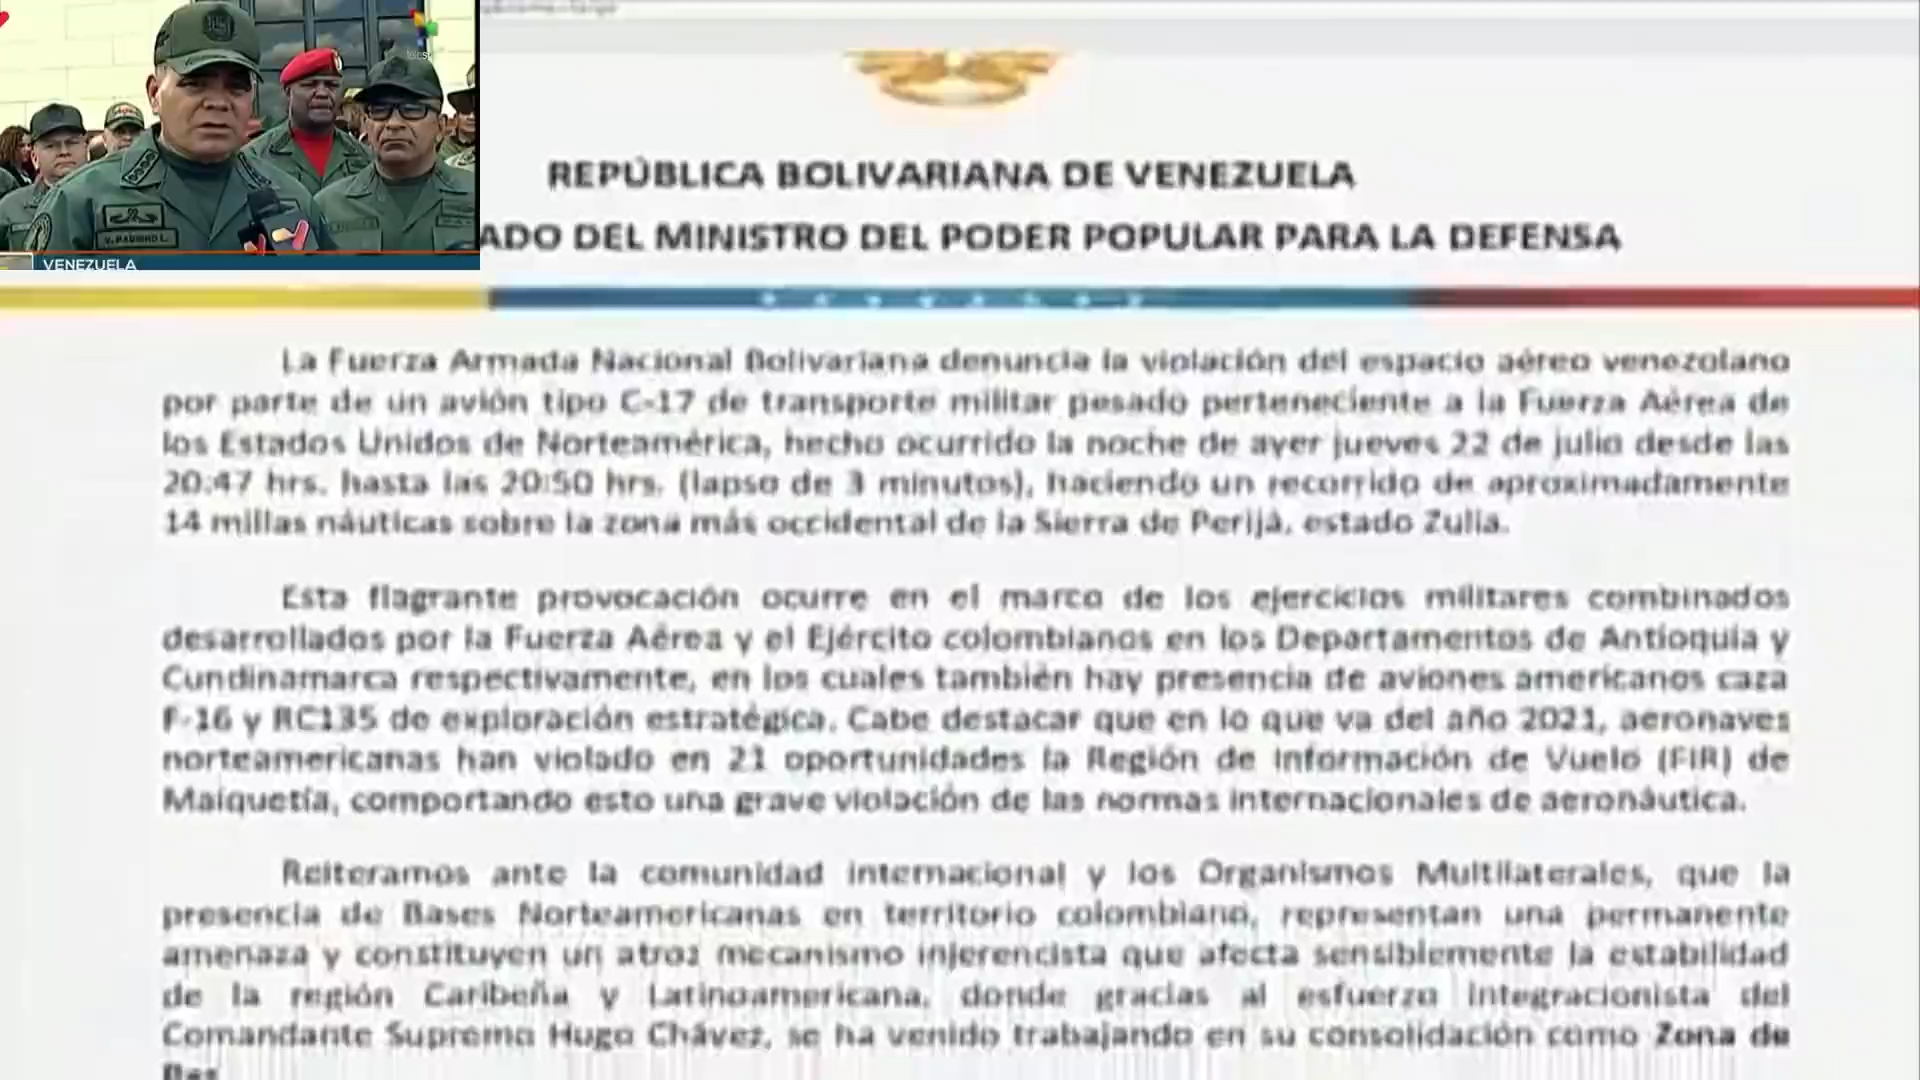 REPÚBLICA BOLIVARIANA DE VENEZUELA
ADO DEL MINISTRO DEL PODER POPULAR PARA LA DEFENSA
V. PADRINO L.
VENEZUELA
La Fuerza Armada Nacional Bolivariana denuncia la violación del espacio aéreo venezolano
por parte de un avión tipo C-17 de transporte militar pesado perteneciente a la Fuerza Aérea de
los Estados Unidos de Norteamérica, hecho ocurrido la noche de ayer jueves 22 de julio desde las
20:47 hrs. hasta las 20:50 hrs. (lapso de 3 minutos), haciendo un recorrido de aproximadamente
14 millas náuticas sobre la zona más occidental de la Sierra de Perijá, estado Zulia.
Esta flagrante provocación ocurre en el marco de los ejercicios militares combinados
desarrollados por la Fuerza Aérea y el Ejército colombianos en los Departamentos de Antioquia y
Cundinamarca respectivamente, en los cuales también hay presencia de aviones americanos caza
F-16 y RC135 de exploración estratégica. Cabe destacar que en lo que va del año 2021, aeronaves
norteamericanas han violado en 21 oportunidades la Región de Información de Vuelo (FIR) de
Maiquetía, comportando esto una grave violación de las normas internacionales de aeronáutica.
Reiteramos ante la comunidad internacional y los Organismos Multilaterales, que la
presencia de Bases Norteamericanas en territorio colombiano, representan una permanente
amenaza y constituyen un atroz mecanismo injerencista que afecta sensiblemente la estabilidad
de la región Caribeña y Latinoamericana, donde gracias al esfuerzo integracionista del
Comandante Supremo Hugo Chávez, se ha venido trabajando en su consolidación como Zona de